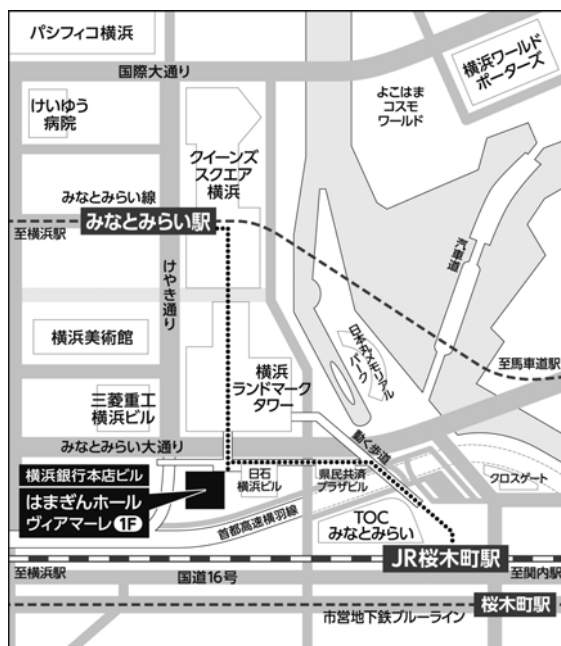 パシフィコ横浜
国際大通り
横浜ワールド
ポーターズ
けいゆう
病院
よこはま
コスモ
ワールド
クイーンズ
スクエア
横浜
みなとみらい線
みなとみらい駅
至横浜駅
けやき通り
汽車道
横浜美術館
日本丸メモリアル
パーク
至馬車道駅
横浜
ランドマーク
タワー
三菱重工
横浜ビル
みなとみらい大通り
動く歩道
横浜銀行本店ビル
はまぎんホール
ヴィアマーレ 1F
日石
横浜ビル
県民共済
プラザビル
クロスゲート
首都高速横羽線
TOC
みなとみらい
JR桜木町駅
至横浜駅
国道16号
至関内駅
桜木町駅
市営地下鉄ブルーライン